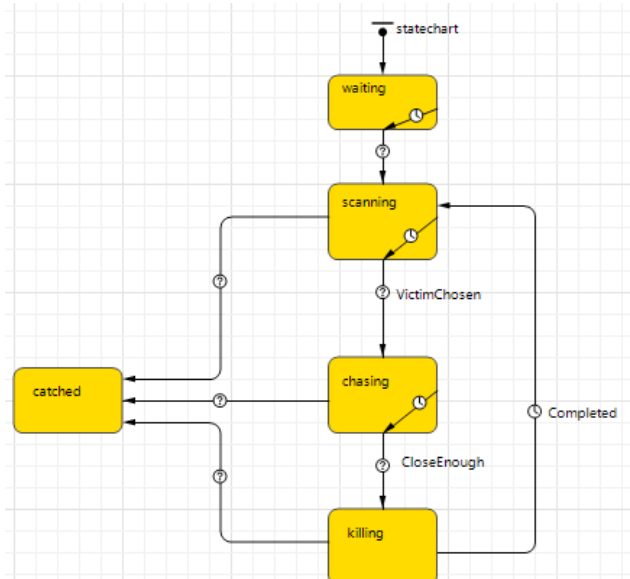 statechart
waiting
?
scanning
?
? VictimChosen
catched
chasing
?
Completed
? CloseEnough
?
killing